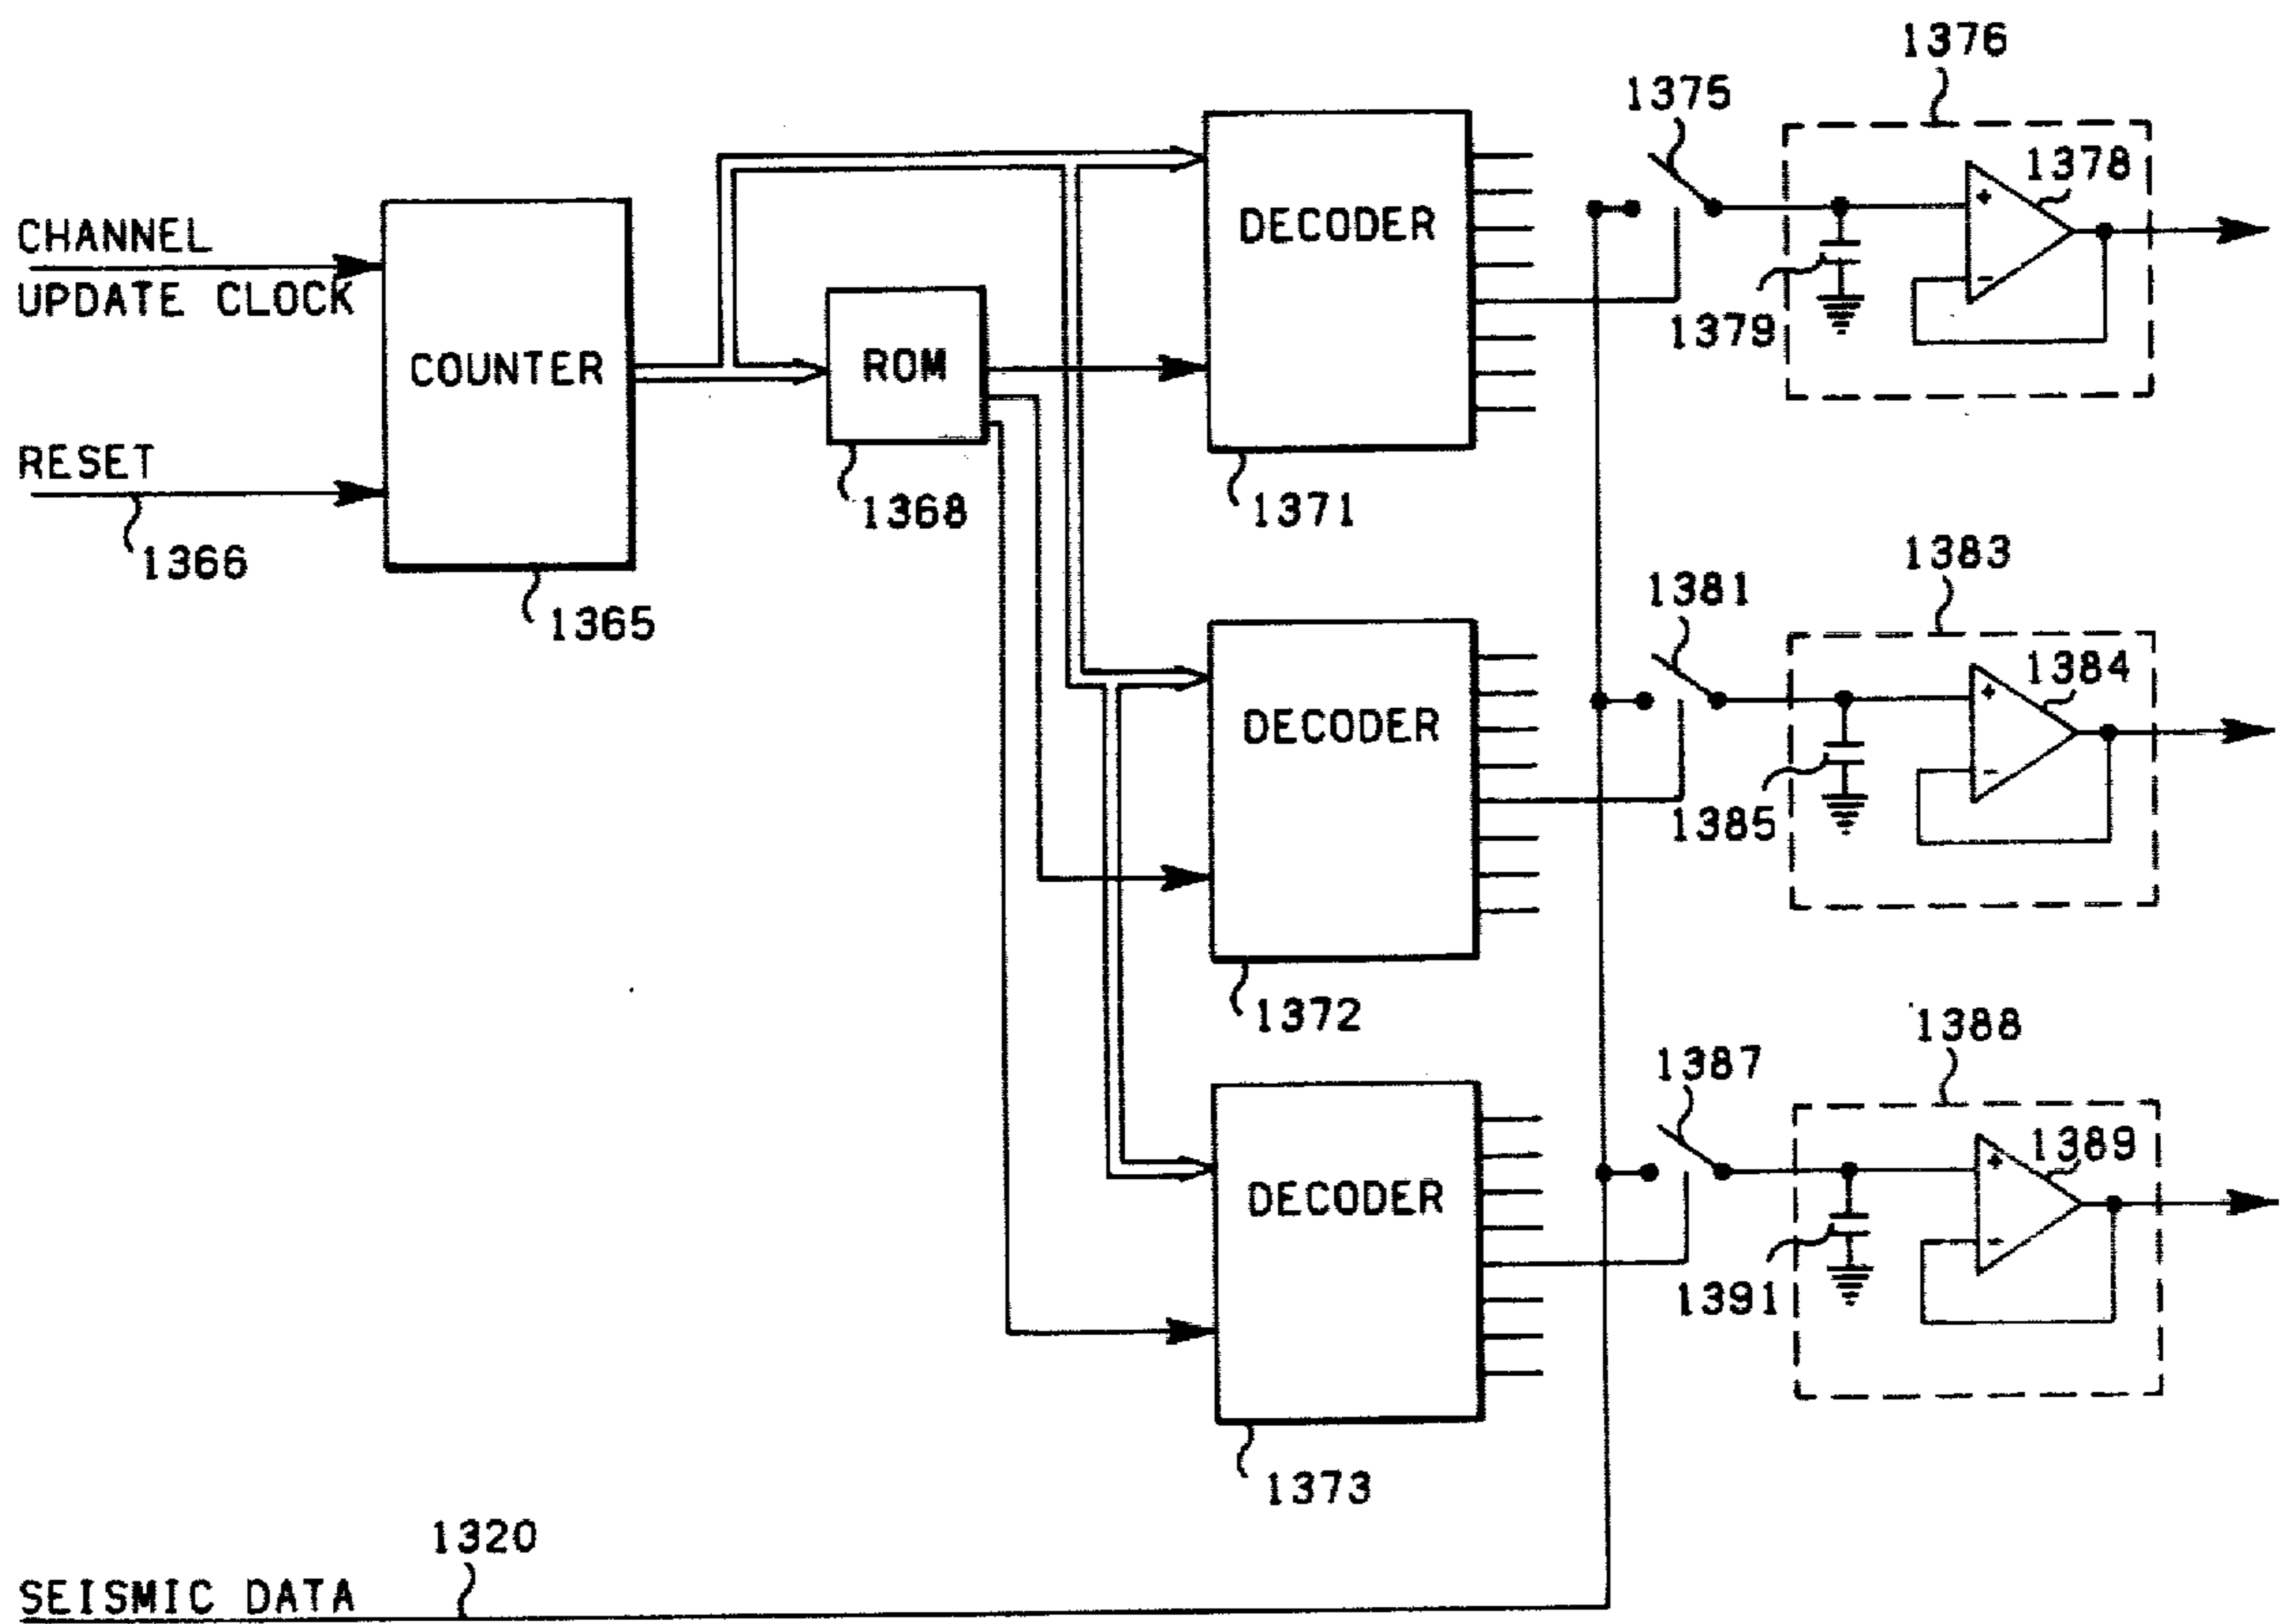 1376
1375
1378
CHANNEL
UPDATE CLOCK
COUNTER
ROM
DECODER
+
-
1379
RESET
1366
1365
1368
1371
1383
1381
1384
DECODER
+
-
1385
1372
1388
1387
1389
DECODER
+
-
1391
1373
1320
SEISMIC DATA